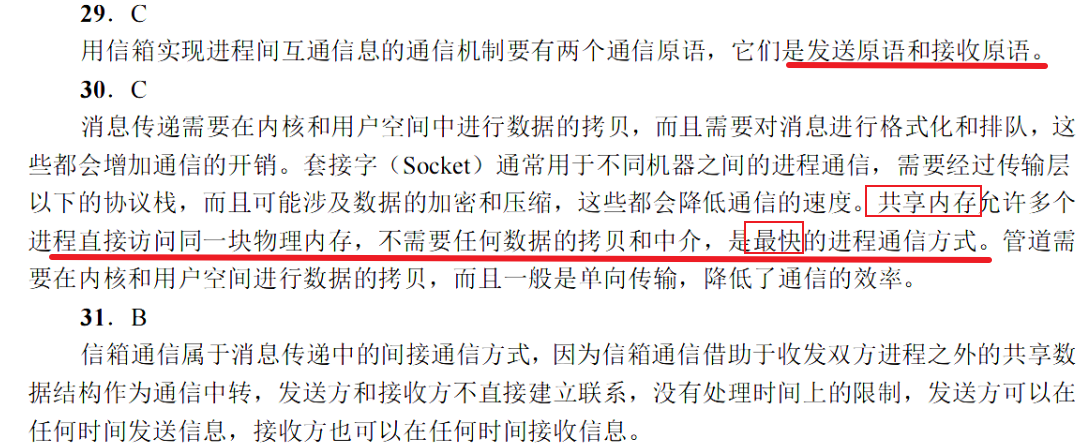 29．C
用信箱实现进程间互通信息的通信机制要有两个通信原语，它们是发送原语和接收原语。
30．C
消息传递需要在内核和用户空间中进行数据的拷贝，而且需要对消息进行格式化和排队，这
些都会增加通信的开销。套接字（Socket）通常用于不同机器之间的进程通信，需要经过传输层
以下的协议栈，而且可能涉及数据的加密和压缩，这些都会降低通信的速度。共享内存允许多个
进程直接访问同一块物理内存，不需要任何数据的拷贝和中介，是最快的进程通信方式。管道需
要在内核和用户空间进行数据的拷贝，而且一般是单向传输，降低了通信的效率。
31．B
信箱通信属于消息传递中的间接通信方式，因为信箱通信借助于收发双方进程之外的共享数
据结构作为通信中转，发送方和接收方不直接建立联系，没有处理时间上的限制，发送方可以在
任何时间发送信息，接收方也可以在任何时间接收信息。